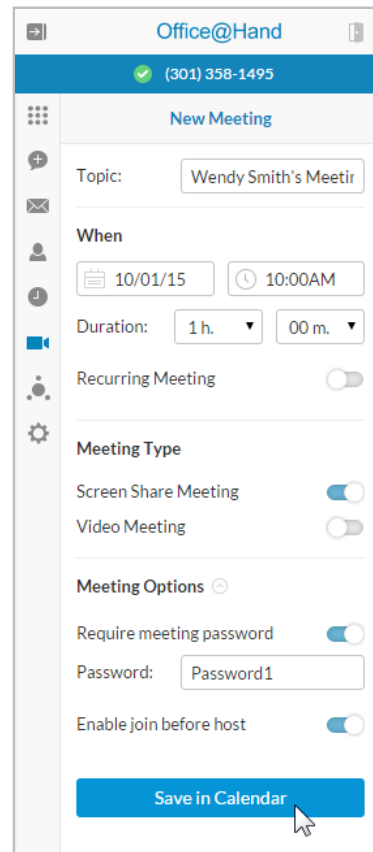 Office@Hand
(301) 358-1495
New Meeting
Topic: Wendy Smith's Meetin
When
10/01/15 10:00AM
Duration: 1 h. 00 m.
Recurring Meeting
Meeting Type
Screen Share Meeting
Video Meeting
Meeting Options
Require meeting password
Password: Password1
Enable join before host
Save in Calendar